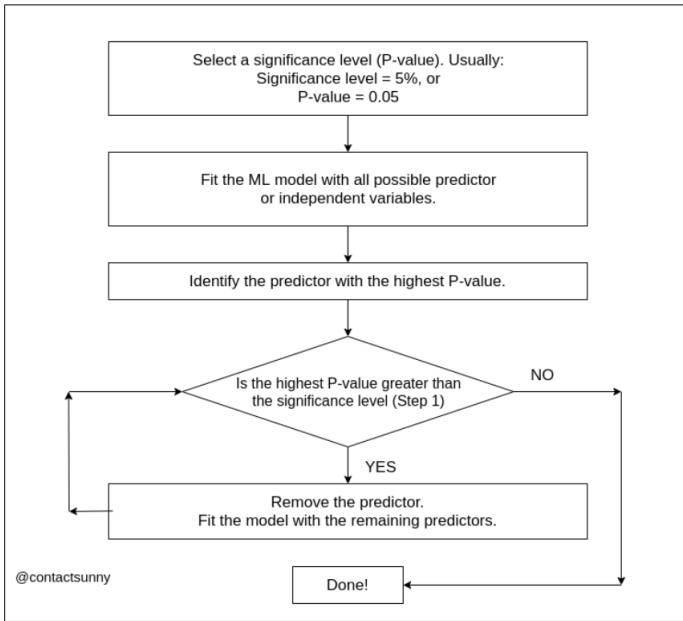 Select a significance level (P-value). Usually:
Significance level = 5%, or
P-value = 0.05
Fit the ML model with all possible predictor
or independent variables.
Identify the predictor with the highest P-value.
Is the highest P-value greater than
the significance level (Step 1)
NO
YES
Remove the predictor.
Fit the model with the remaining predictors.
@contactsunny
Done!